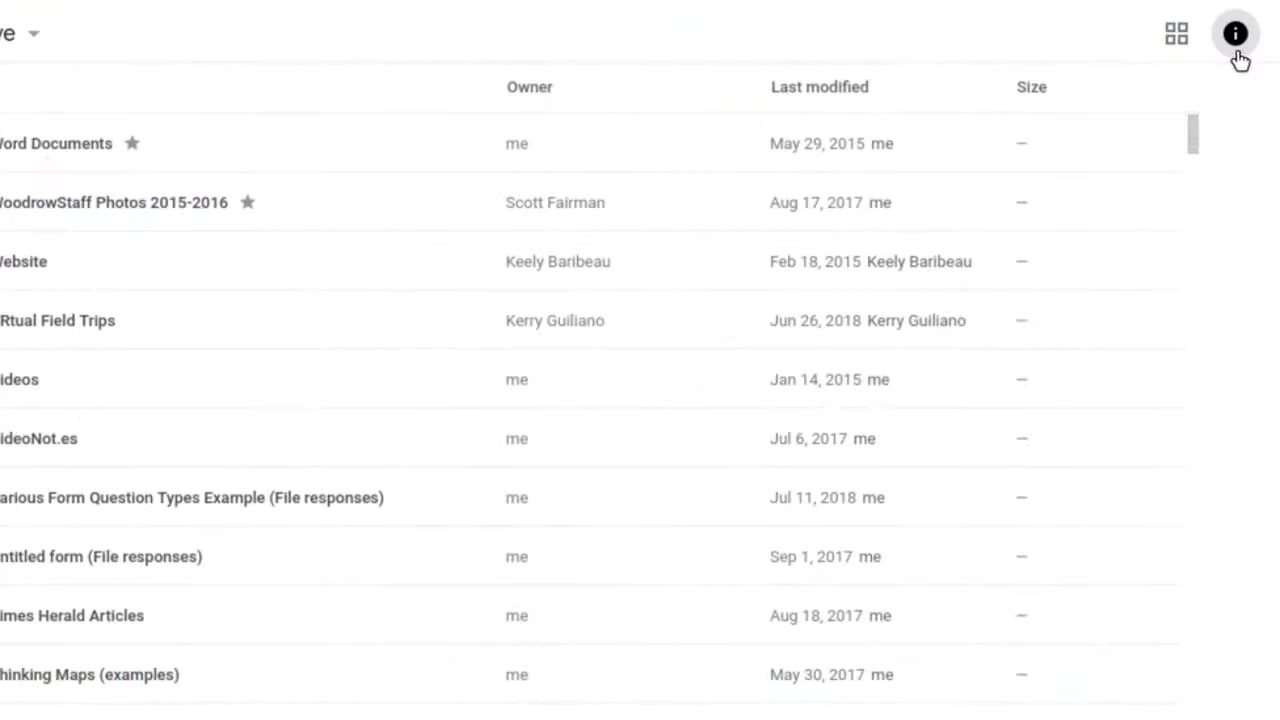 ve
Owner Last modified Size
Word Documents me May 29, 2015 me –
WoodrowStaff Photos 2015-2016 Scott Fairman Aug 17, 2017 me –
Website Keely Baribeau Feb 18, 2015 Keely Baribeau –
Rtual Field Trips Kerry Guiliano Jun 26, 2018 Kerry Guiliano –
ideos me Jan 14, 2015 me –
ideoNot.es me Jul 6, 2017 me –
arious Form Question Types Example (File responses) me Jul 11, 2018 me –
ntitled form (File responses) me Sep 1, 2017 me –
imes Herald Articles me Aug 18, 2017 me –
hinking Maps (examples) me May 30, 2017 me –